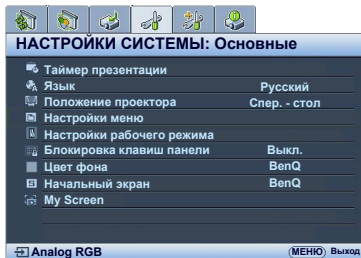 НАСТРОЙКИ СИСТЕМЫ: Основные
Таймер презентации
Язык Русский
Положение проектора Спер. - стол
Настройки меню
Настройки рабочего режима
Блокировка клавиш панели Выкл.
Цвет фона BenQ
Начальный экран BenQ
My Screen
Analog RGB МЕНЮ Выход